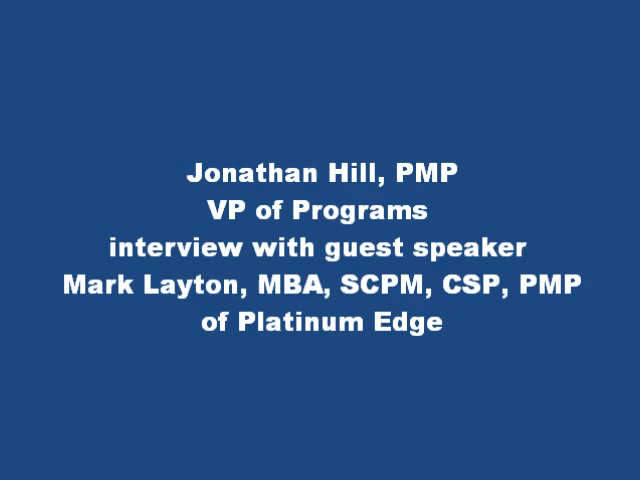 Jonathan Hill, PMP
VP of Programs
interview with guest speaker
Mark Layton, MBA, SCPM, CSP, PMP
of Platinum Edge